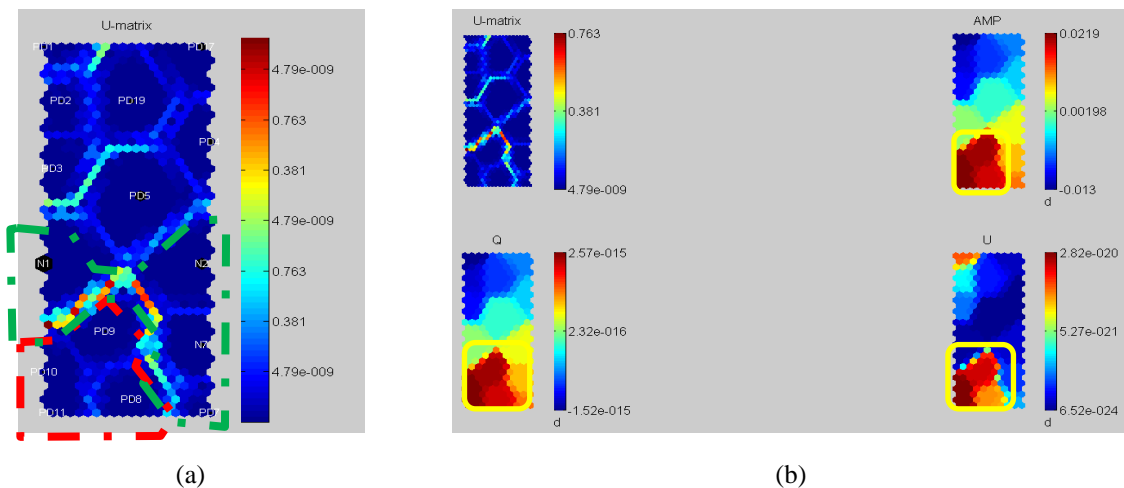 U-matrix
PD1
PD17
4.79e-009
PD2
PD19
0.763
PD4
PD3
0.381
PD5
4.79e-009
N1
N2
0.763
0.381
PD9
N7
PD10
4.79e-009
PD8
PD11
(a)
U-matrix
0.763
0.381
4.79e-009
AMP
0.0219
0.00198
-0.013
d
Q
2.57e-015
2.32e-016
-1.52e-015
d
U
2.82e-020
5.27e-021
6.52e-024
d
(b)